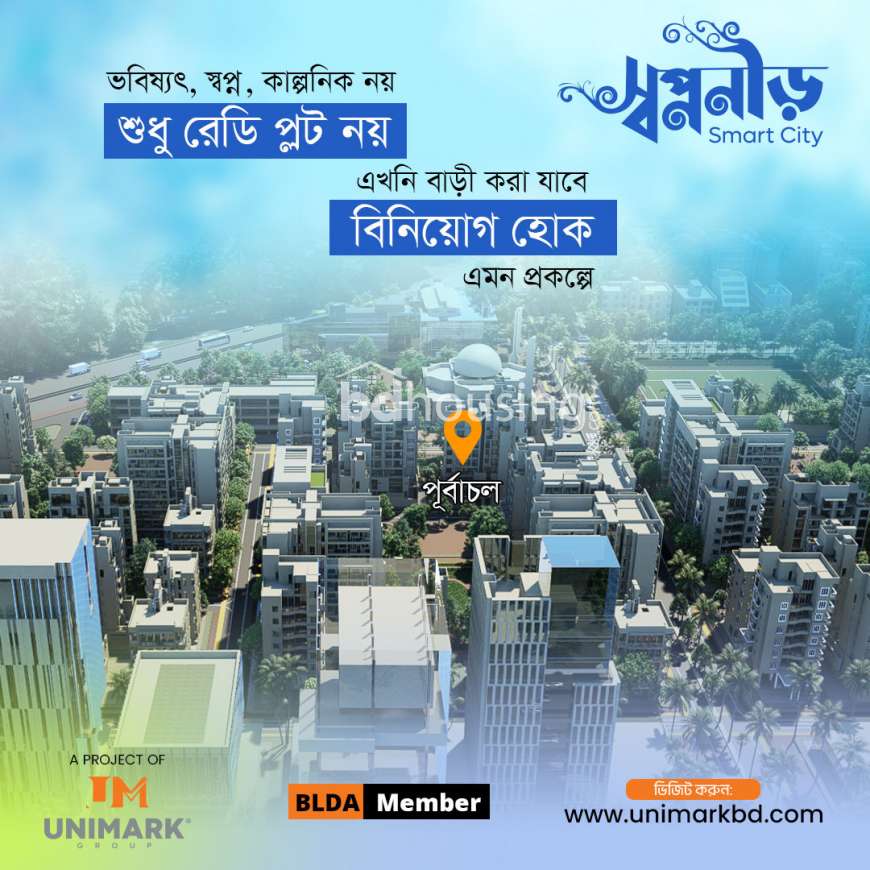 ভবিষ্যৎ, স্বপ্ন, কাল্পনিক নয়
শুধু রেডি প্লট নয়
এখনি বাড়ী করা যাবে
বিনিয়োগ হোক
এমন প্রকল্পে
স্বপ্ননীড়
Smart City
bdhousing
পূর্বাচল
A PROJECT OF
UNIMARK®
GROUP
BLDA Member
ভিজিট করুন:
www.unimarkbd.com